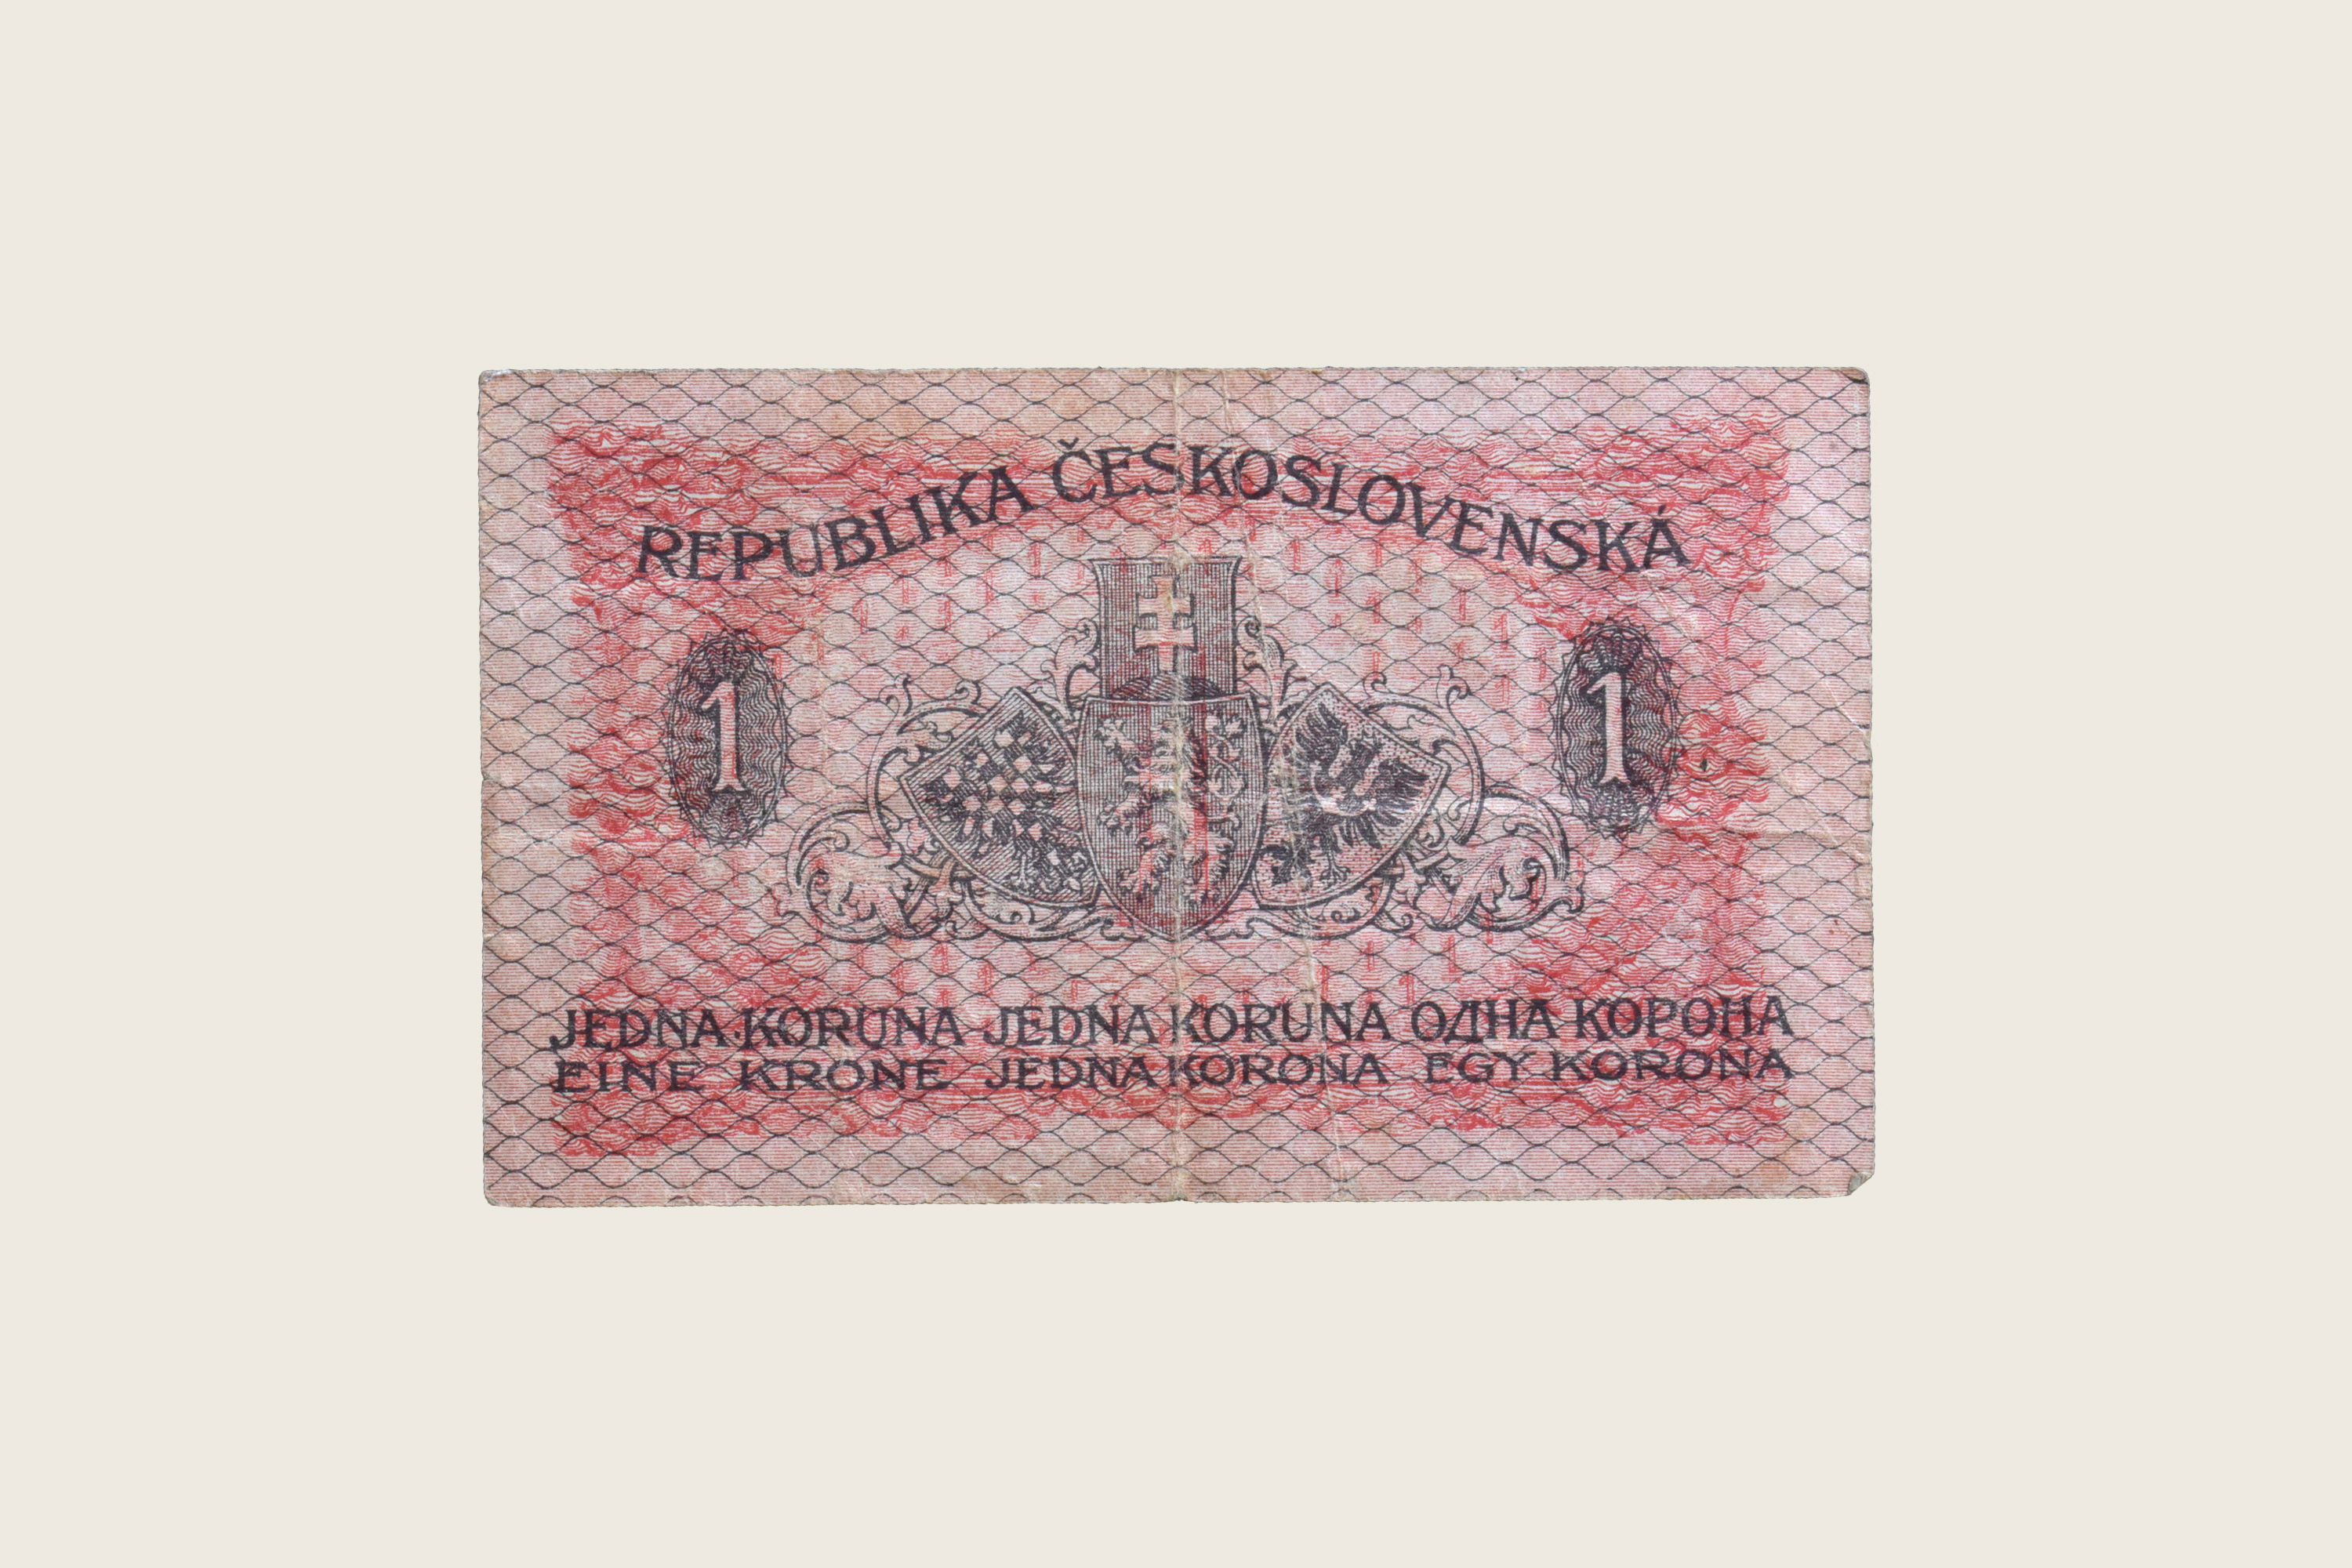 REPUBLIKA ČESKOSLOVENSKÁ
1 1
JEDNA KORUNA JEDNA KORUNA ОДНА КОРОНА
EINE KRONE JEDNA KORONA EGY KORONA